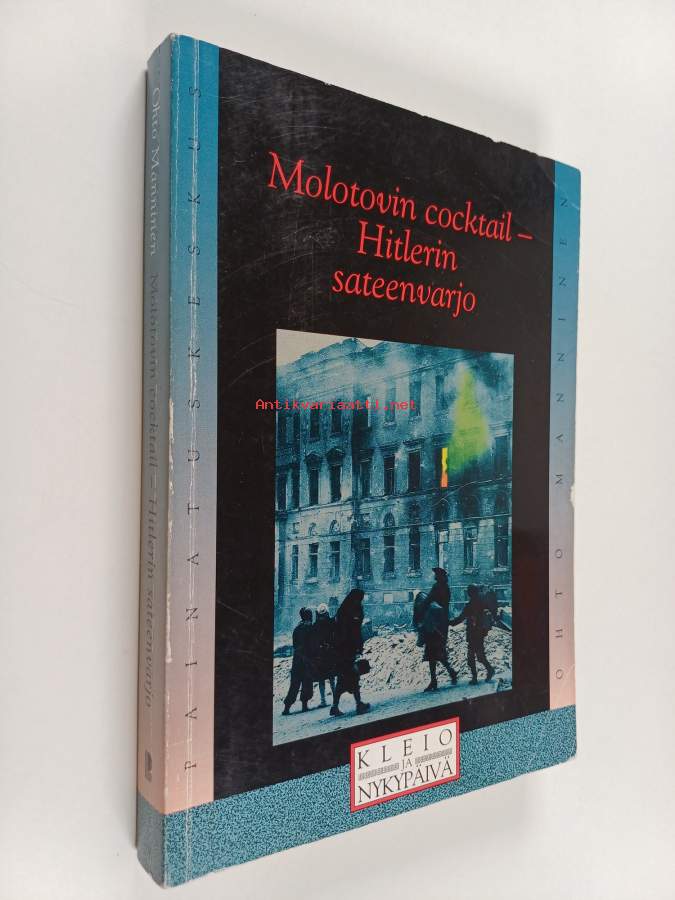 Ohto Manninen Molotovin cocktail – Hitlerin sateenvarjo
PAINATUSKESKUS
Molotovin cocktail –
Hitlerin
sateenvarjo
Antikvariaatti.net
OHTO MANNINEN
KLEIO
JA
NYKYPÄIVÄ